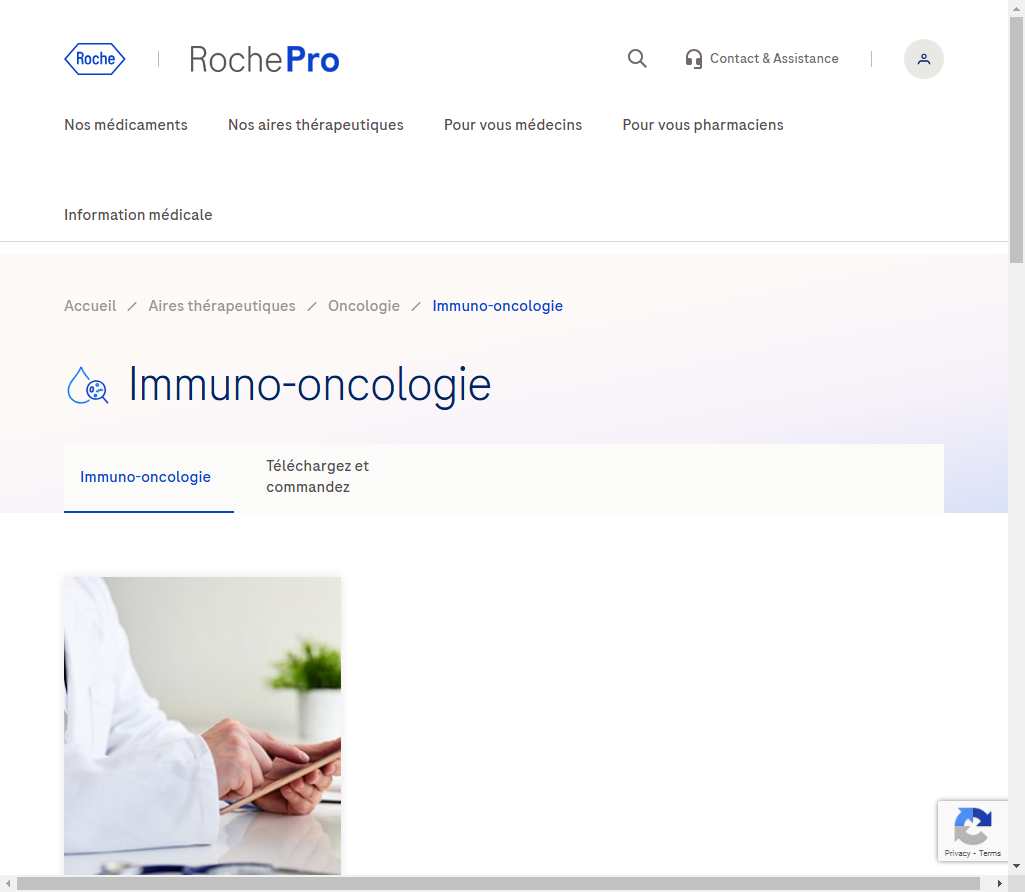 Roche
RochePro
Contact & Assistance
Nos médicaments
Nos aires thérapeutiques
Pour vous médecins
Pour vous pharmaciens
Information médicale
Accueil / Aires thérapeutiques / Oncologie / Immuno-oncologie
Immuno-oncologie
Immuno-oncologie
Téléchargez et
commandez
Privacy - Terms